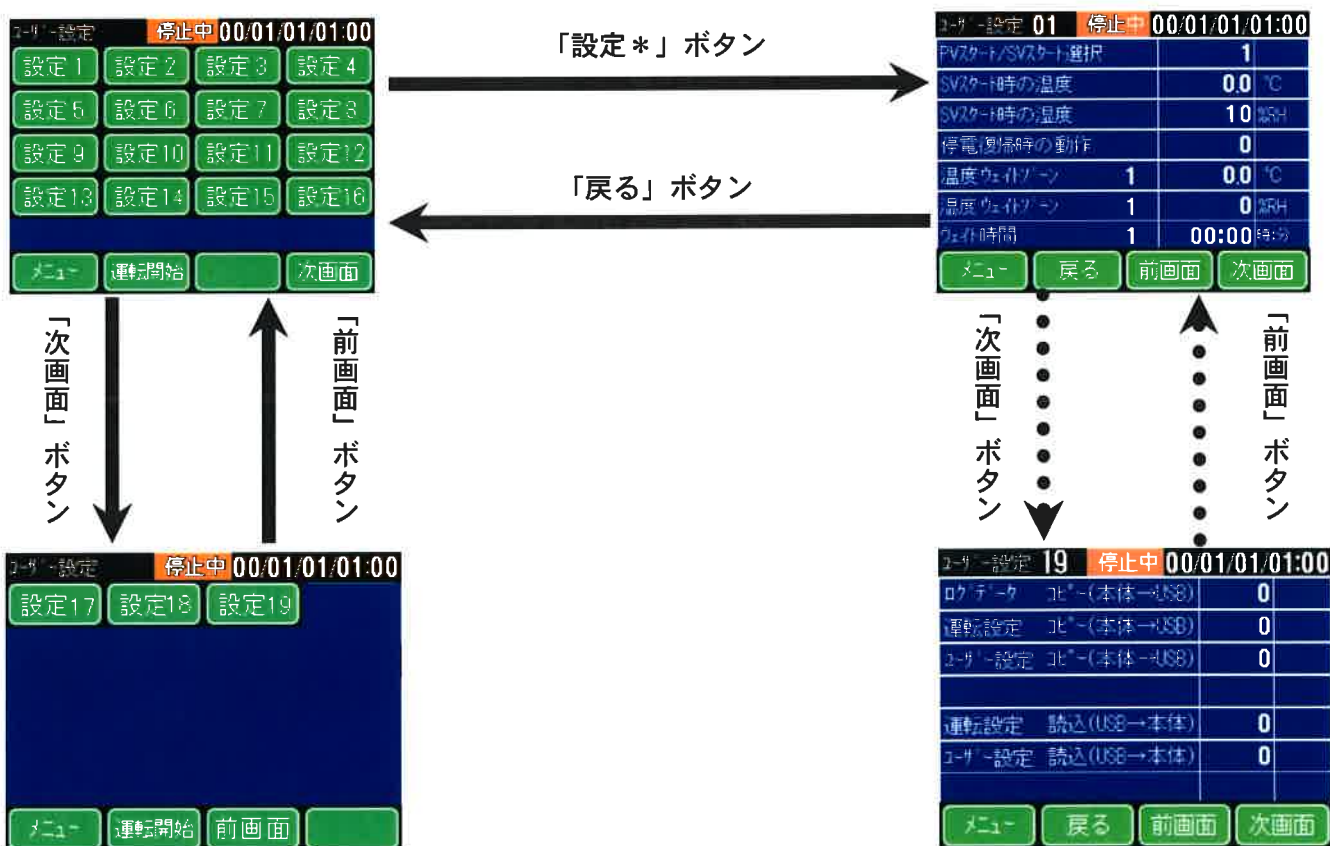 ユーザー設定 停止中 00/01/01/01:00
設定1 設定2 設定3 設定4
設定5 設定6 設定7 設定8
設定9 設定10 設定11 設定12
設定13 設定14 設定15 設定16
メニュー 運転開始 次画面
「設定＊」ボタン
「戻る」ボタン
ユーザー設定 01 停止中 00/01/01/01:00
PVスタート/SVスタート選択 1
SVスタート時の温度 0.0 ℃
SVスタート時の湿度 10 %RH
停電復帰時の動作 0
温度ウェイトゾーン 1 0.0 ℃
湿度ウェイトゾーン 1 0 %RH
ウェイト時間 1 00:00 時:分
メニュー 戻る 前画面 次画面
「次画面」ボタン
「前画面」ボタン
「次画面」ボタン
「前画面」ボタン
ユーザー設定 停止中 00/01/01/01:00
設定17 設定18 設定19
メニュー 運転開始 前画面
ユーザー設定 19 停止中 00/01/01/01:00
ログデータ コピー(本体→USB) 0
運転設定 コピー(本体→USB) 0
ユーザー設定 コピー(本体→USB) 0
運転設定 読込(USB→本体) 0
ユーザー設定 読込(USB→本体) 0
メニュー 戻る 前画面 次画面